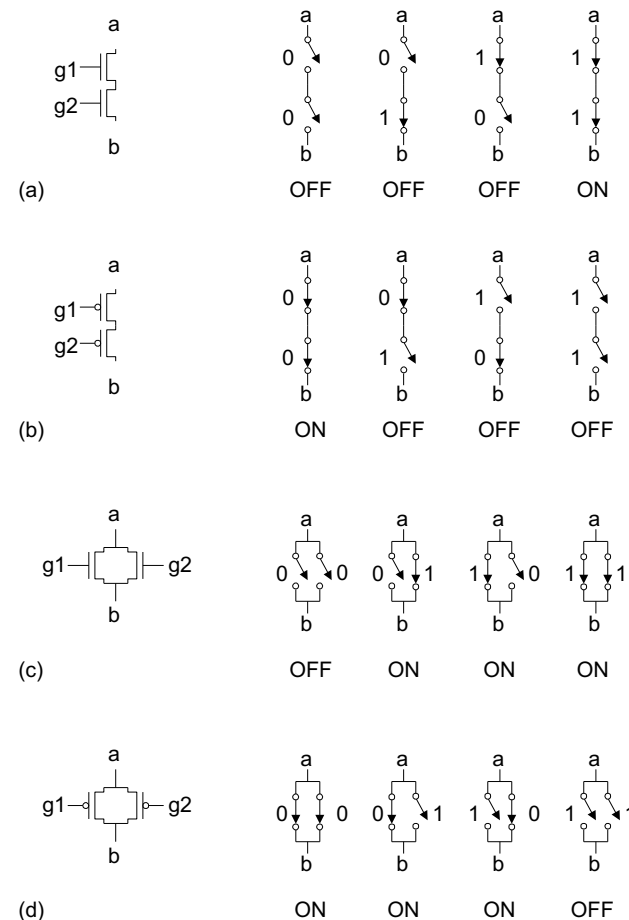 a a a a a
g1 0 0 1 1
g2 0 1 0 1
b b b b b
(a) OFF OFF OFF ON
a a a a a
g1 0 0 1 1
g2 0 1 0 1
b b b b b
(b) ON OFF OFF OFF
a a a a a
g1 g2 0 0 0 1 1 0 1 1
b b b b b
(c) OFF ON ON ON
a a a a a
g1 g2 0 0 0 1 1 0 1 1
b b b b b
(d) ON ON ON OFF